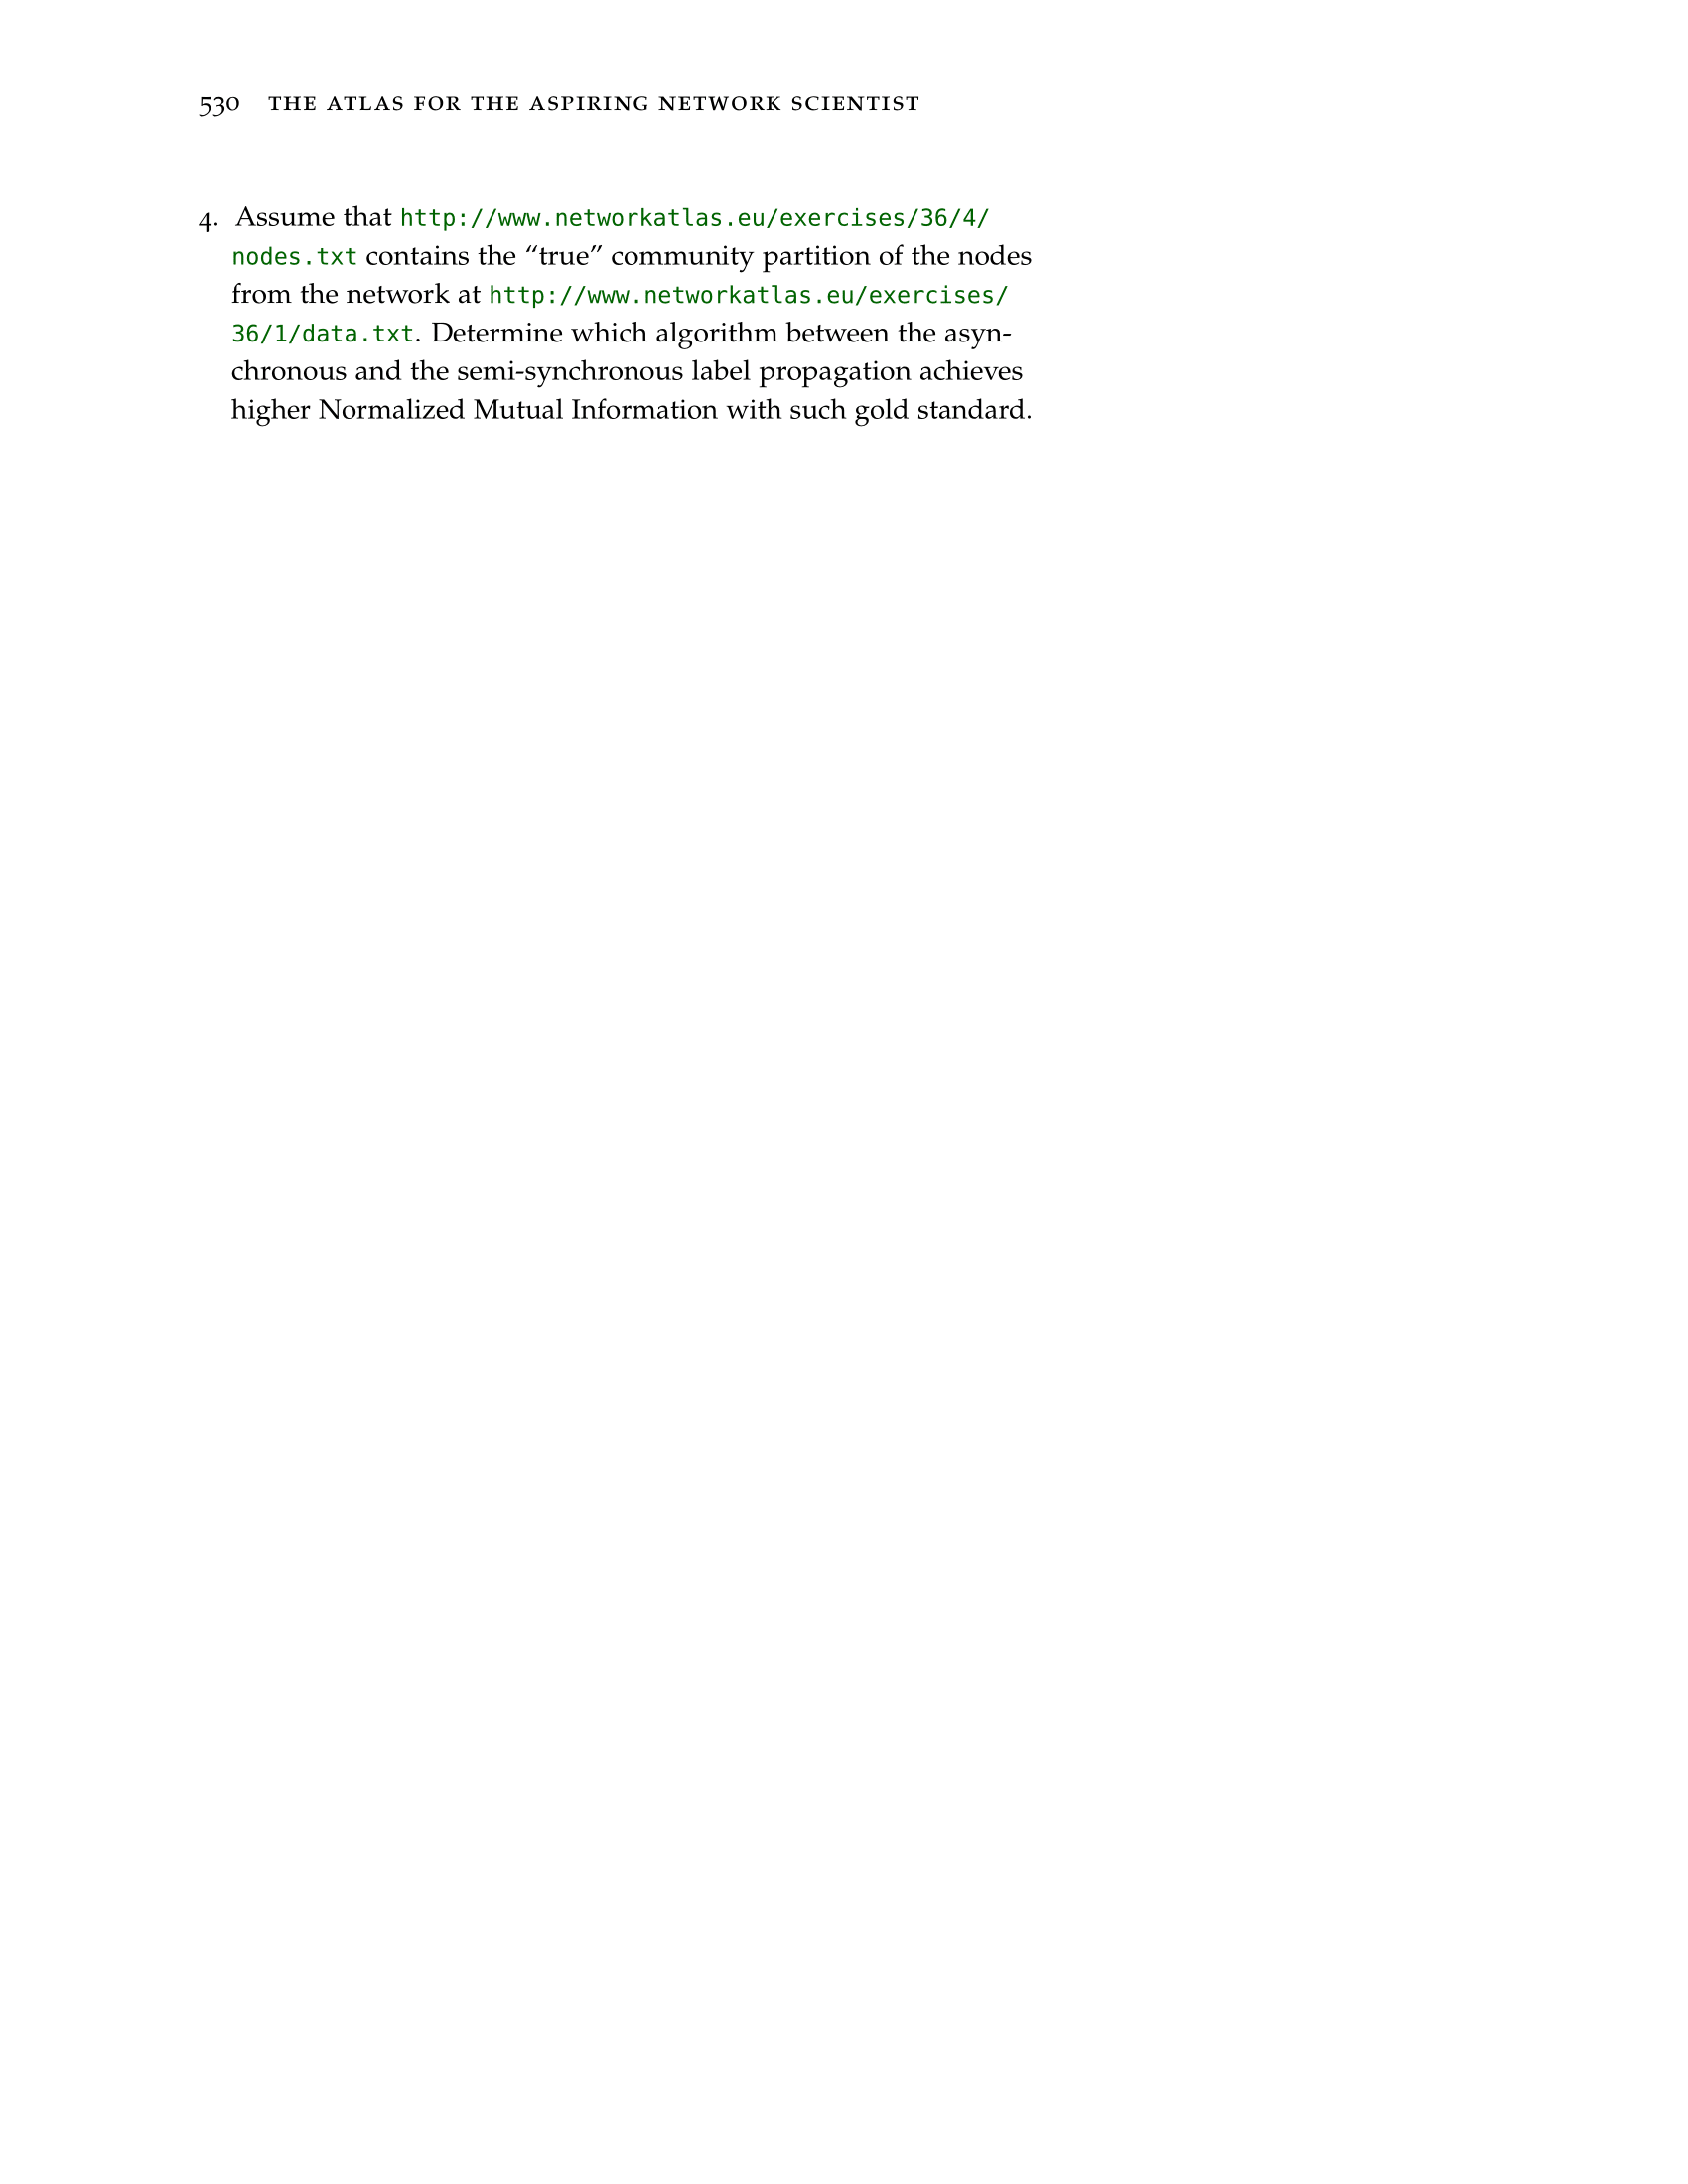 530 THE ATLAS FOR THE ASPIRING NETWORK SCIENTIST
4. Assume that http://www.networkatlas.eu/exercises/36/4/
nodes.txt contains the “true” community partition of the nodes
from the network at http://www.networkatlas.eu/exercises/
36/1/data.txt. Determine which algorithm between the asyn-
chronous and the semi-synchronous label propagation achieves
higher Normalized Mutual Information with such gold standard.